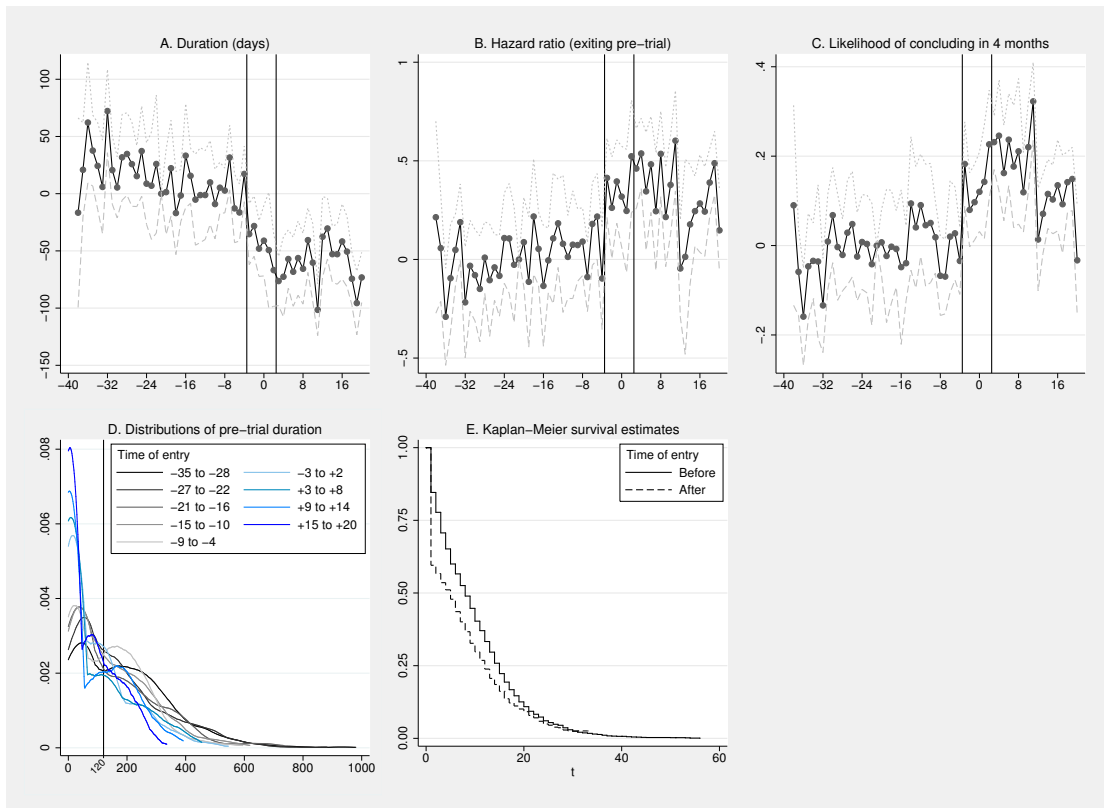 A. Duration (days)
100
50
0
−50
−100
−150
−40 −32 −24 −16 −8 0 8 16
B. Hazard ratio (exiting pre−trial)
1
.5
0
−.5
−40 −32 −24 −16 −8 0 8 16
C. Likelihood of concluding in 4 months
.4
.2
0
−.2
−40 −32 −24 −16 −8 0 8 16
D. Distributions of pre−trial duration
.008
.006
.004
.002
0
Time of entry
−35 to −28 −3 to +2
−27 to −22 +3 to +8
−21 to −16 +9 to +14
−15 to −10 +15 to +20
−9 to −4
0 120 200 400 600 800 1000
E. Kaplan−Meier survival estimates
1.00
0.75
0.50
0.25
0.00
Time of entry
Before
After
0 20 40 60
t